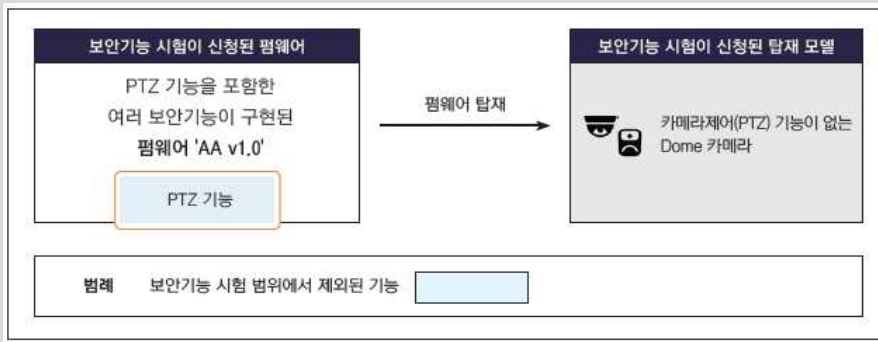 보안기능 시험이 신청된 펌웨어
PTZ 기능을 포함한
여러 보안기능이 구현된
펌웨어 'AA v1.0'
PTZ 기능
펌웨어 탑재
보안기능 시험이 신청된 탑재 모델
카메라제어(PTZ) 기능이 없는
Dome 카메라
범례 보안기능 시험 범위에서 제외된 기능